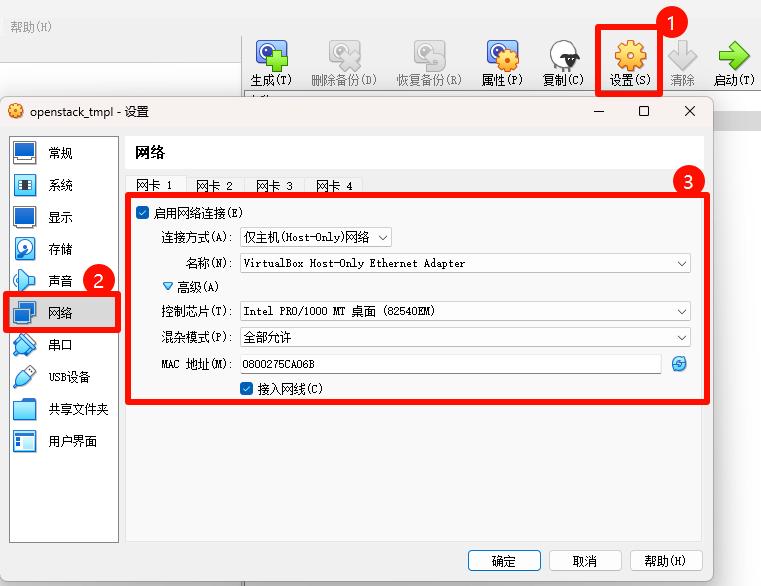 帮助(H)
1
生成(T) 删除备份(D) 恢复备份(R) 属性(P) 复制(C) 设置(S) 清除 启动(T)
openstack_tmpl - 设置
常规
系统
显示
存储
声音
2
网络
串口
USB设备
共享文件夹
用户界面
网络
3
网卡 1 网卡 2 网卡 3 网卡 4
启用网络连接(E)
连接方式(A): 仅主机(Host-Only)网络
名称(N): VirtualBox Host-Only Ethernet Adapter
高级(A)
控制芯片(T): Intel PRO/1000 MT 桌面 (82540EM)
混杂模式(P): 全部允许
MAC 地址(M): 0800275CA06B
接入网线(C)
确定 取消 帮助(H)